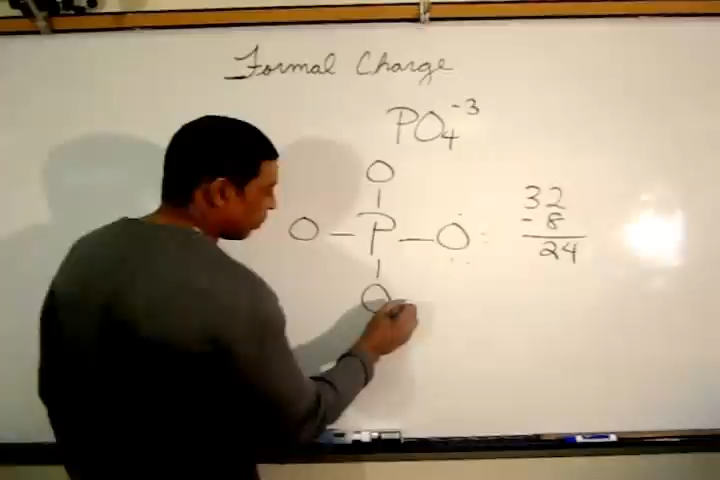 Formal Charge
PO₄⁻³
O
O - P - O
O
32
- 8
24